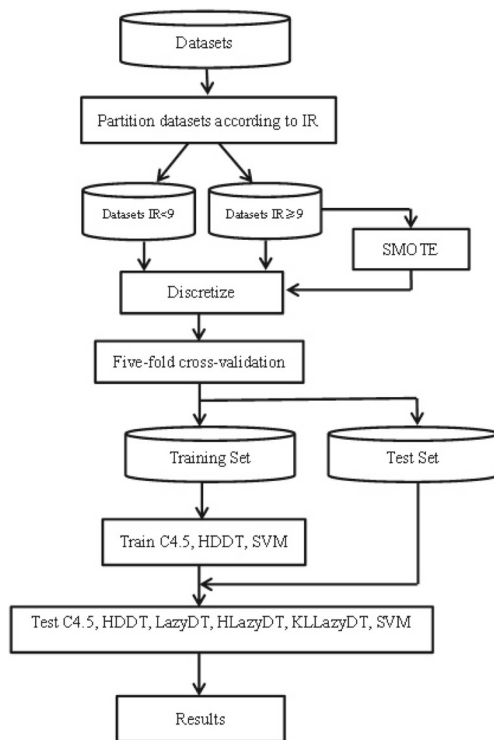 Datasets
Partition datasets according to IR
Datasets IR<9
Datasets IR≥9
SMOTE
Discretize
Five-fold cross-validation
Training Set
Test Set
Train C4.5, HDDT, SVM
Test C4.5, HDDT, LazyDT, HLazyDT, KLLazyDT, SVM
Results